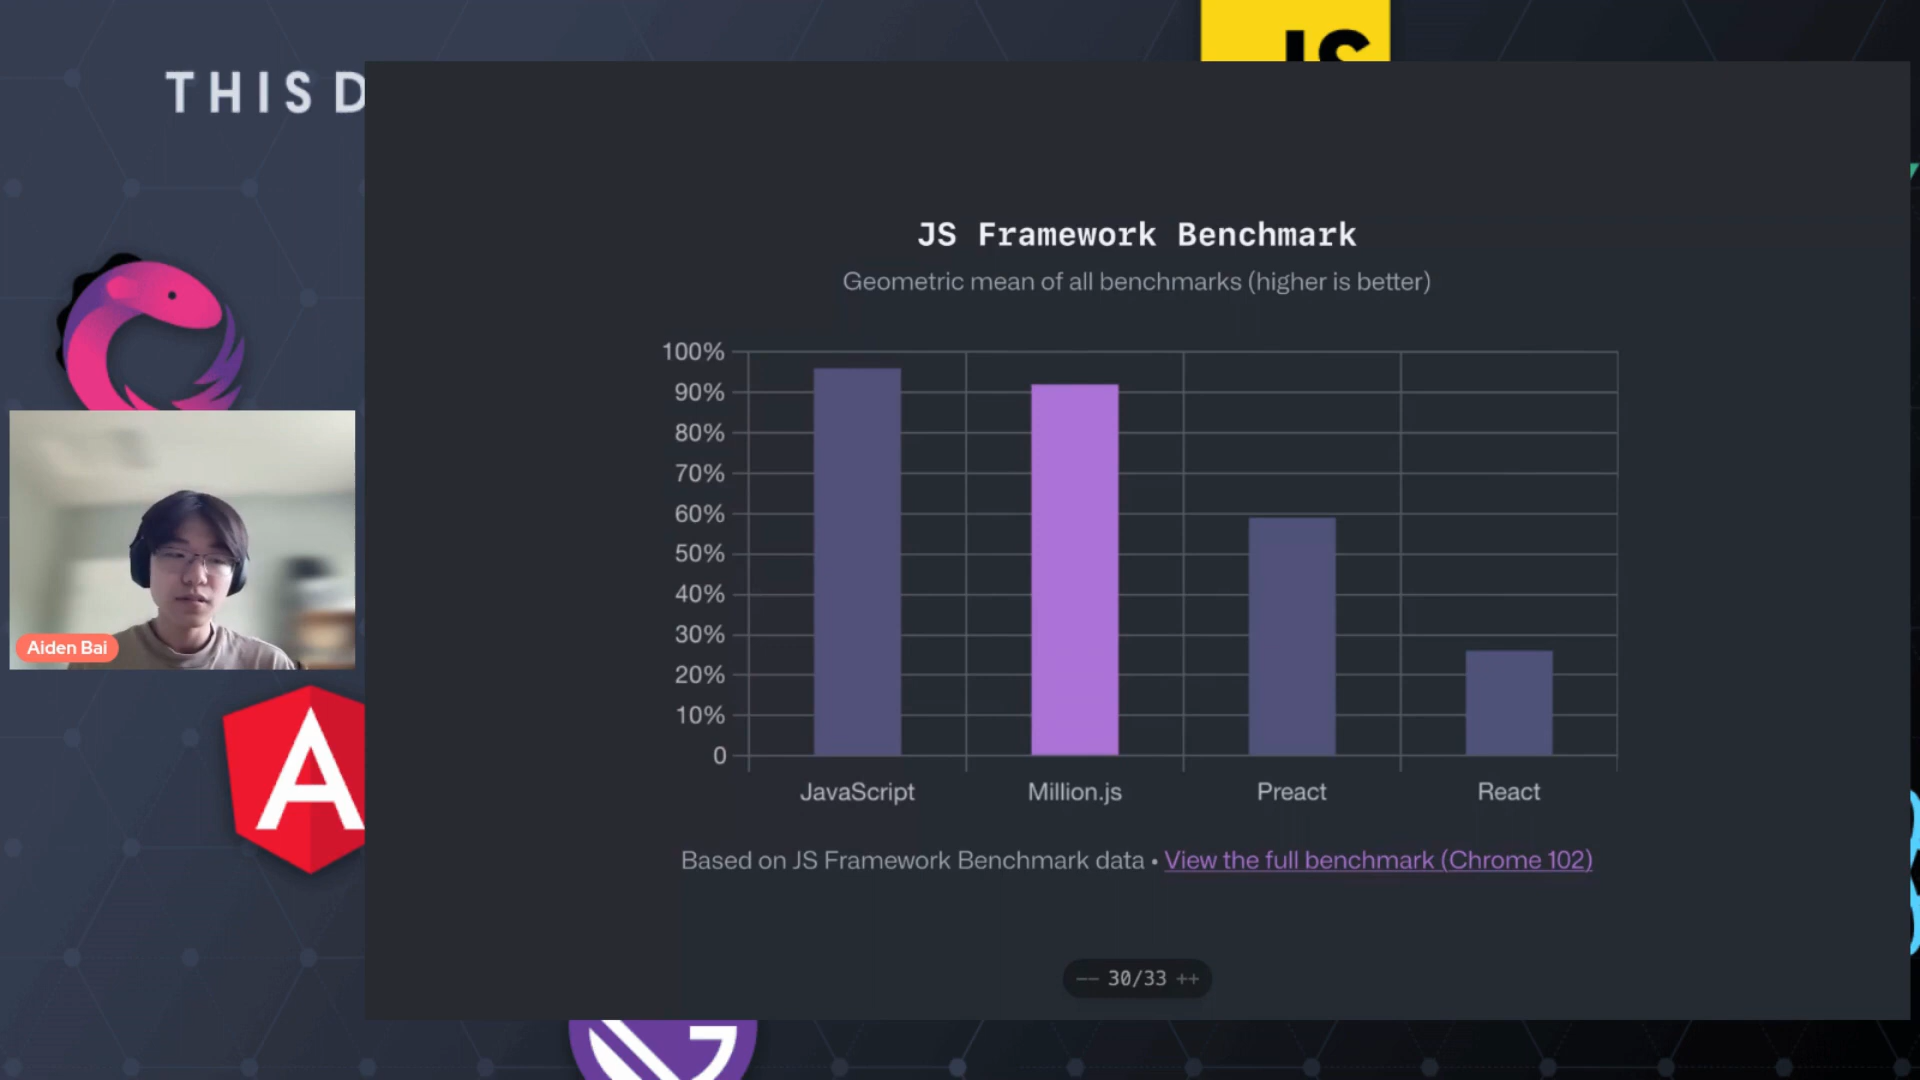 JS
THIS D
JS Framework Benchmark
Geometric mean of all benchmarks (higher is better)
100%
90%
80%
70%
60%
50%
40%
30%
20%
10%
0
JavaScript
Million.js
Preact
React
Based on JS Framework Benchmark data • View the full benchmark (Chrome 102)
Aiden Bai
A
-- 30/33 ++